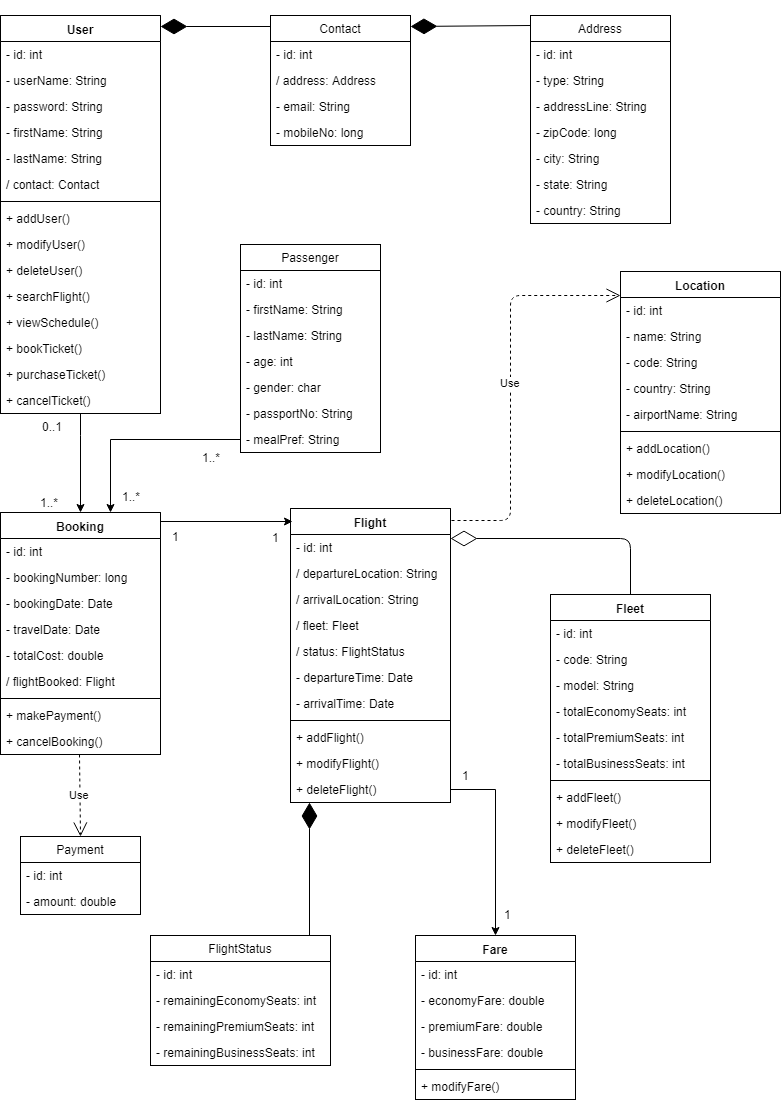 User
- id: int
- userName: String
- password: String
- firstName: String
- lastName: String
/ contact: Contact
+ addUser()
+ modifyUser()
+ deleteUser()
+ searchFlight()
+ viewSchedule()
+ bookTicket()
+ purchaseTicket()
+ cancelTicket()
Contact
- id: int
/ address: Address
- email: String
- mobileNo: long
Address
- id: int
- type: String
- addressLine: String
- zipCode: long
- city: String
- state: String
- country: String
Passenger
- id: int
- firstName: String
- lastName: String
- age: int
- gender: char
- passportNo: String
- mealPref: String
Location
- id: int
- name: String
- code: String
- country: String
- airportName: String
+ addLocation()
+ modifyLocation()
+ deleteLocation()
Use
0..1
1..*
1..*
1..*
Booking
- id: int
- bookingNumber: long
- bookingDate: Date
- travelDate: Date
- totalCost: double
/ flightBooked: Flight
+ makePayment()
+ cancelBooking()
1
1
Flight
- id: int
/ departureLocation: String
/ arrivalLocation: String
/ fleet: Fleet
/ status: FlightStatus
- departureTime: Date
- arrivalTime: Date
+ addFlight()
+ modifyFlight()
+ deleteFlight()
Fleet
- id: int
- code: String
- model: String
- totalEconomySeats: int
- totalPremiumSeats: int
- totalBusinessSeats: int
+ addFleet()
+ modifyFleet()
+ deleteFleet()
Use
Payment
- id: int
- amount: double
1
1
FlightStatus
- id: int
- remainingEconomySeats: int
- remainingPremiumSeats: int
- remainingBusinessSeats: int
Fare
- id: int
- economyFare: double
- premiumFare: double
- businessFare: double
+ modifyFare()